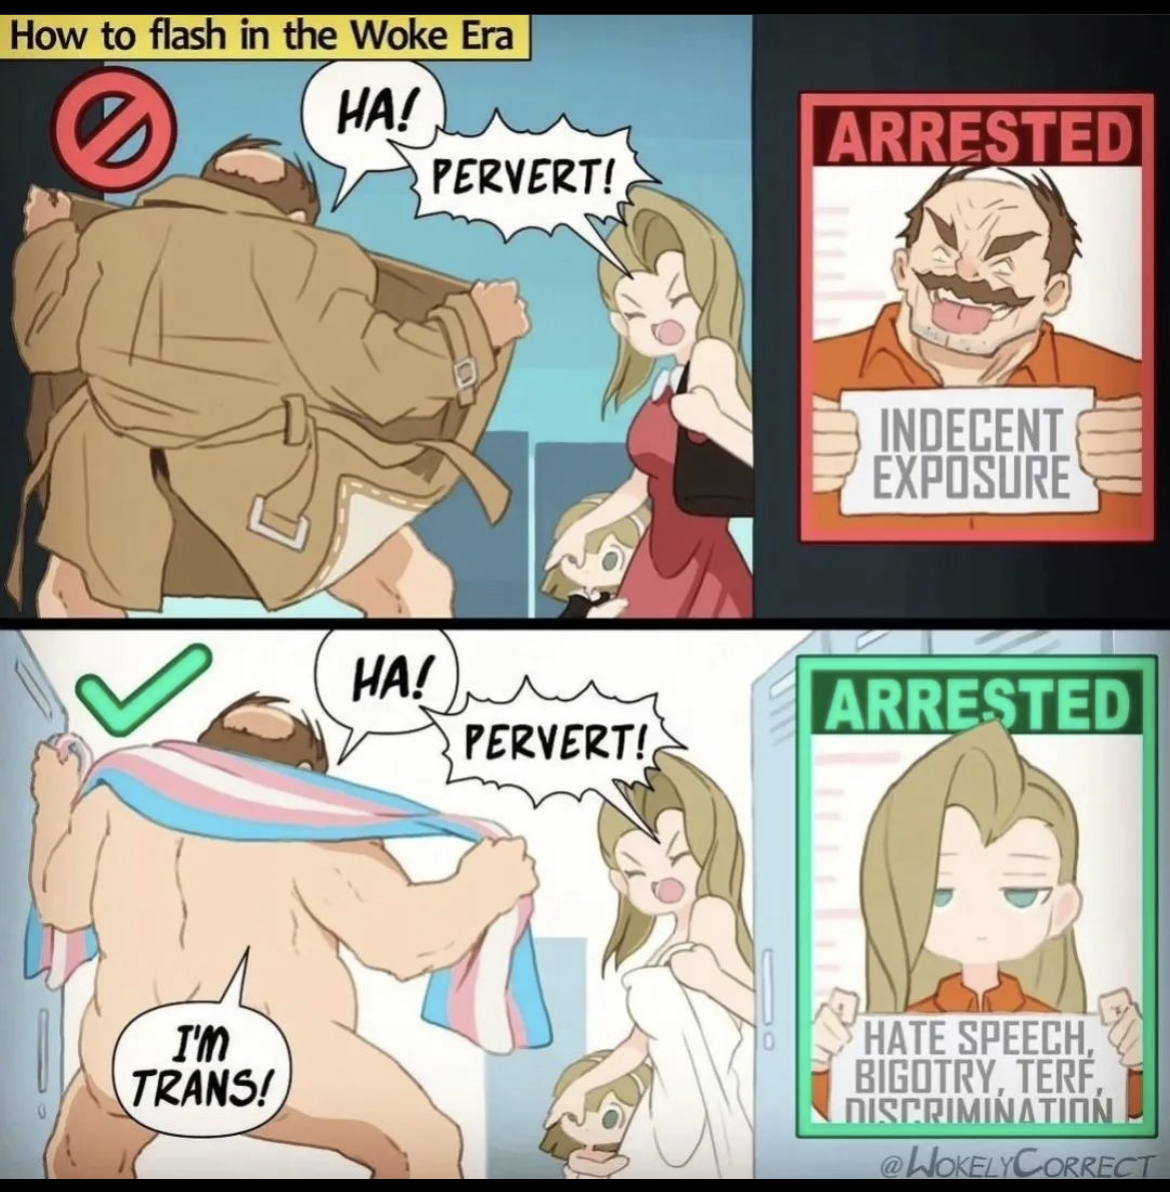 How to flash in the Woke Era
HA!
PERVERT!
ARRESTED
INDECENT
EXPOSURE
HA!
PERVERT!
I'M
TRANS!
ARRESTED
HATE SPEECH,
BIGOTRY, TERF,
DISCRIMINATION
@WOKELYCORRECT